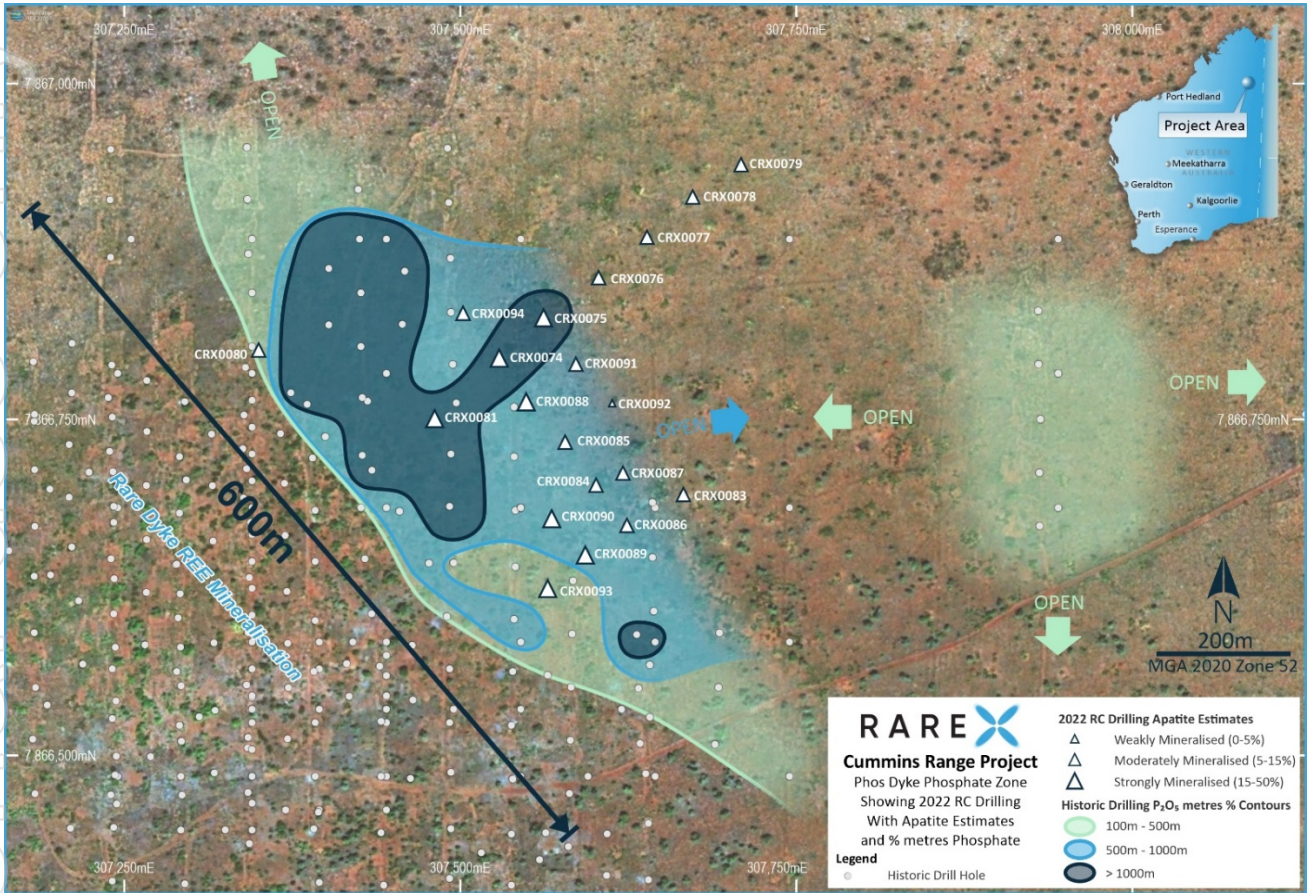 307,250mE
307,500mE
307,750mE
308,000mE
7,867,000mN
OPEN
Port Hedland
Project Area
WESTERN
AUSTRALIA
Meekatharra
Geraldton
Kalgoorlie
Perth
Esperance
CRX0079
CRX0078
CRX0077
CRX0076
CRX0094
CRX0075
CRX0080
CRX0074
CRX0091
CRX0088
CRX0092
CRX0081
7,866,750mN
OPEN
OPEN
OPEN
7,866,750mN
CRX0085
CRX0087
CRX0084
CRX0083
CRX0090
CRX0086
CRX0089
CRX0093
600m
Rare Dyke REE Mineralisation
OPEN
N
200m
MGA 2020 Zone 52
7,866,500mN
307,250mE
307,500mE
307,750mE
RAREX
Cummins Range Project
Phos Dyke Phosphate Zone
Showing 2022 RC Drilling
With Apatite Estimates
and % metres Phosphate
Legend
Historic Drill Hole
2022 RC Drilling Apatite Estimates
Weakly Mineralised (0-5%)
Moderately Mineralised (5-15%)
Strongly Mineralised (15-50%)
Historic Drilling P₂O₅ metres % Contours
100m - 500m
500m - 1000m
> 1000m